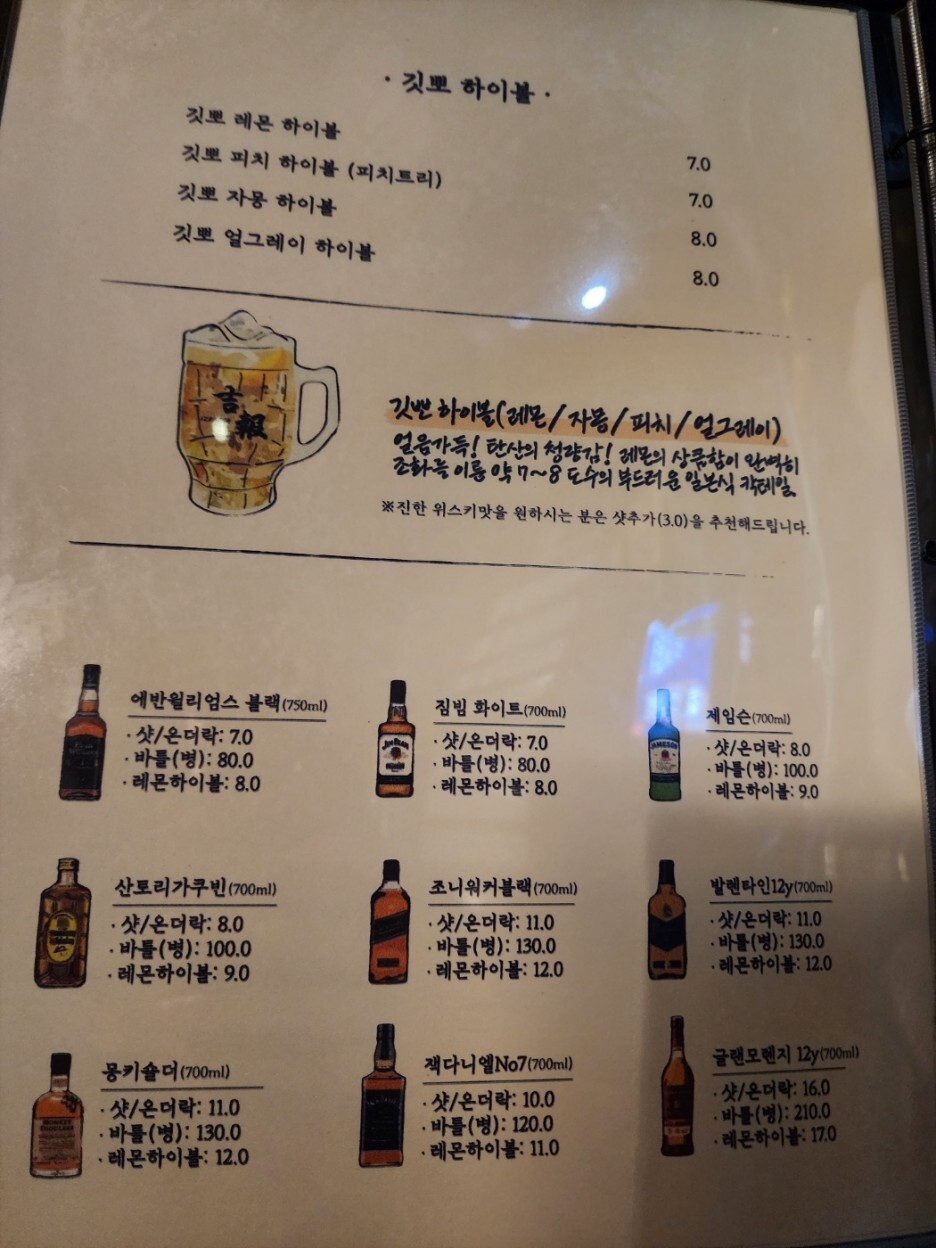 · 깃뽀 하이볼 ·
깃뽀 레몬 하이볼 7.0
깃뽀 피치 하이볼 (피치트리) 7.0
깃뽀 자몽 하이볼 8.0
깃뽀 얼그레이 하이볼 8.0
吉報
깃뽀 하이볼(레몬/자몽/피치/얼그레이)
얼음가득! 탄산의 청량감! 레몬의 상큼함이 완벽히
조화를 이룬 약 7~8 도수의 부드러운 일본식 칵테일.
※진한 위스키맛을 원하시는 분은 샷추가(3.0)을 추천해드립니다.
에반윌리엄스 블랙(750ml)
· 샷/온더락: 7.0
· 바틀(병): 80.0
· 레몬하이볼: 8.0
짐빔 화이트(700ml)
· 샷/온더락: 7.0
· 바틀(병): 80.0
· 레몬하이볼: 8.0
JIM BEAM
제임슨(700ml)
· 샷/온더락: 8.0
· 바틀(병): 100.0
· 레몬하이볼: 9.0
JAMESON
산토리가쿠빈(700ml)
· 샷/온더락: 8.0
· 바틀(병): 100.0
· 레몬하이볼: 9.0
조니워커블랙(700ml)
· 샷/온더락: 11.0
· 바틀(병): 130.0
· 레몬하이볼: 12.0
발렌타인12y(700ml)
· 샷/온더락: 11.0
· 바틀(병): 130.0
· 레몬하이볼: 12.0
몽키숄더(700ml)
· 샷/온더락: 11.0
· 바틀(병): 130.0
· 레몬하이볼: 12.0
잭다니엘No7(700ml)
· 샷/온더락: 10.0
· 바틀(병): 120.0
· 레몬하이볼: 11.0
글랜모렌지 12y(700ml)
· 샷/온더락: 16.0
· 바틀(병): 210.0
· 레몬하이볼: 17.0